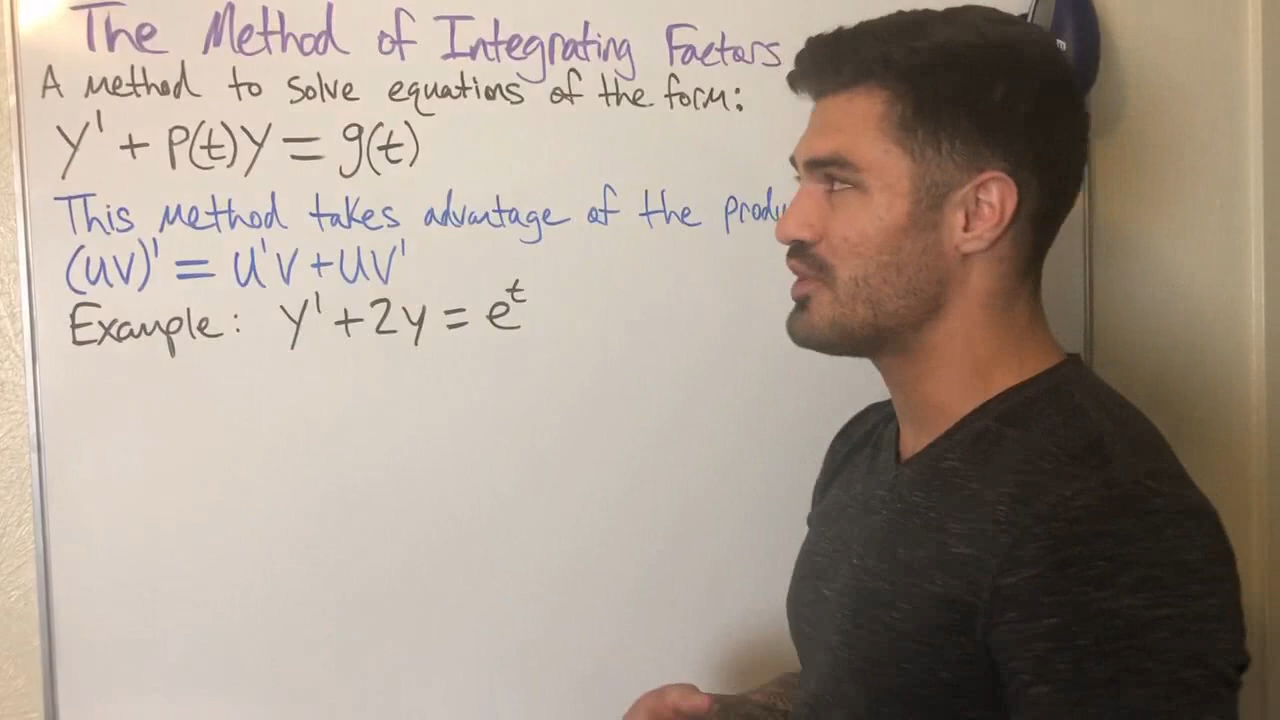 The Method of Integrating Factors
A method to solve equations of the form:
y' + p(t)y = g(t)
This method takes advantage of the
(uv)' = u'v + uv'
Example: y' + 2y = e^t